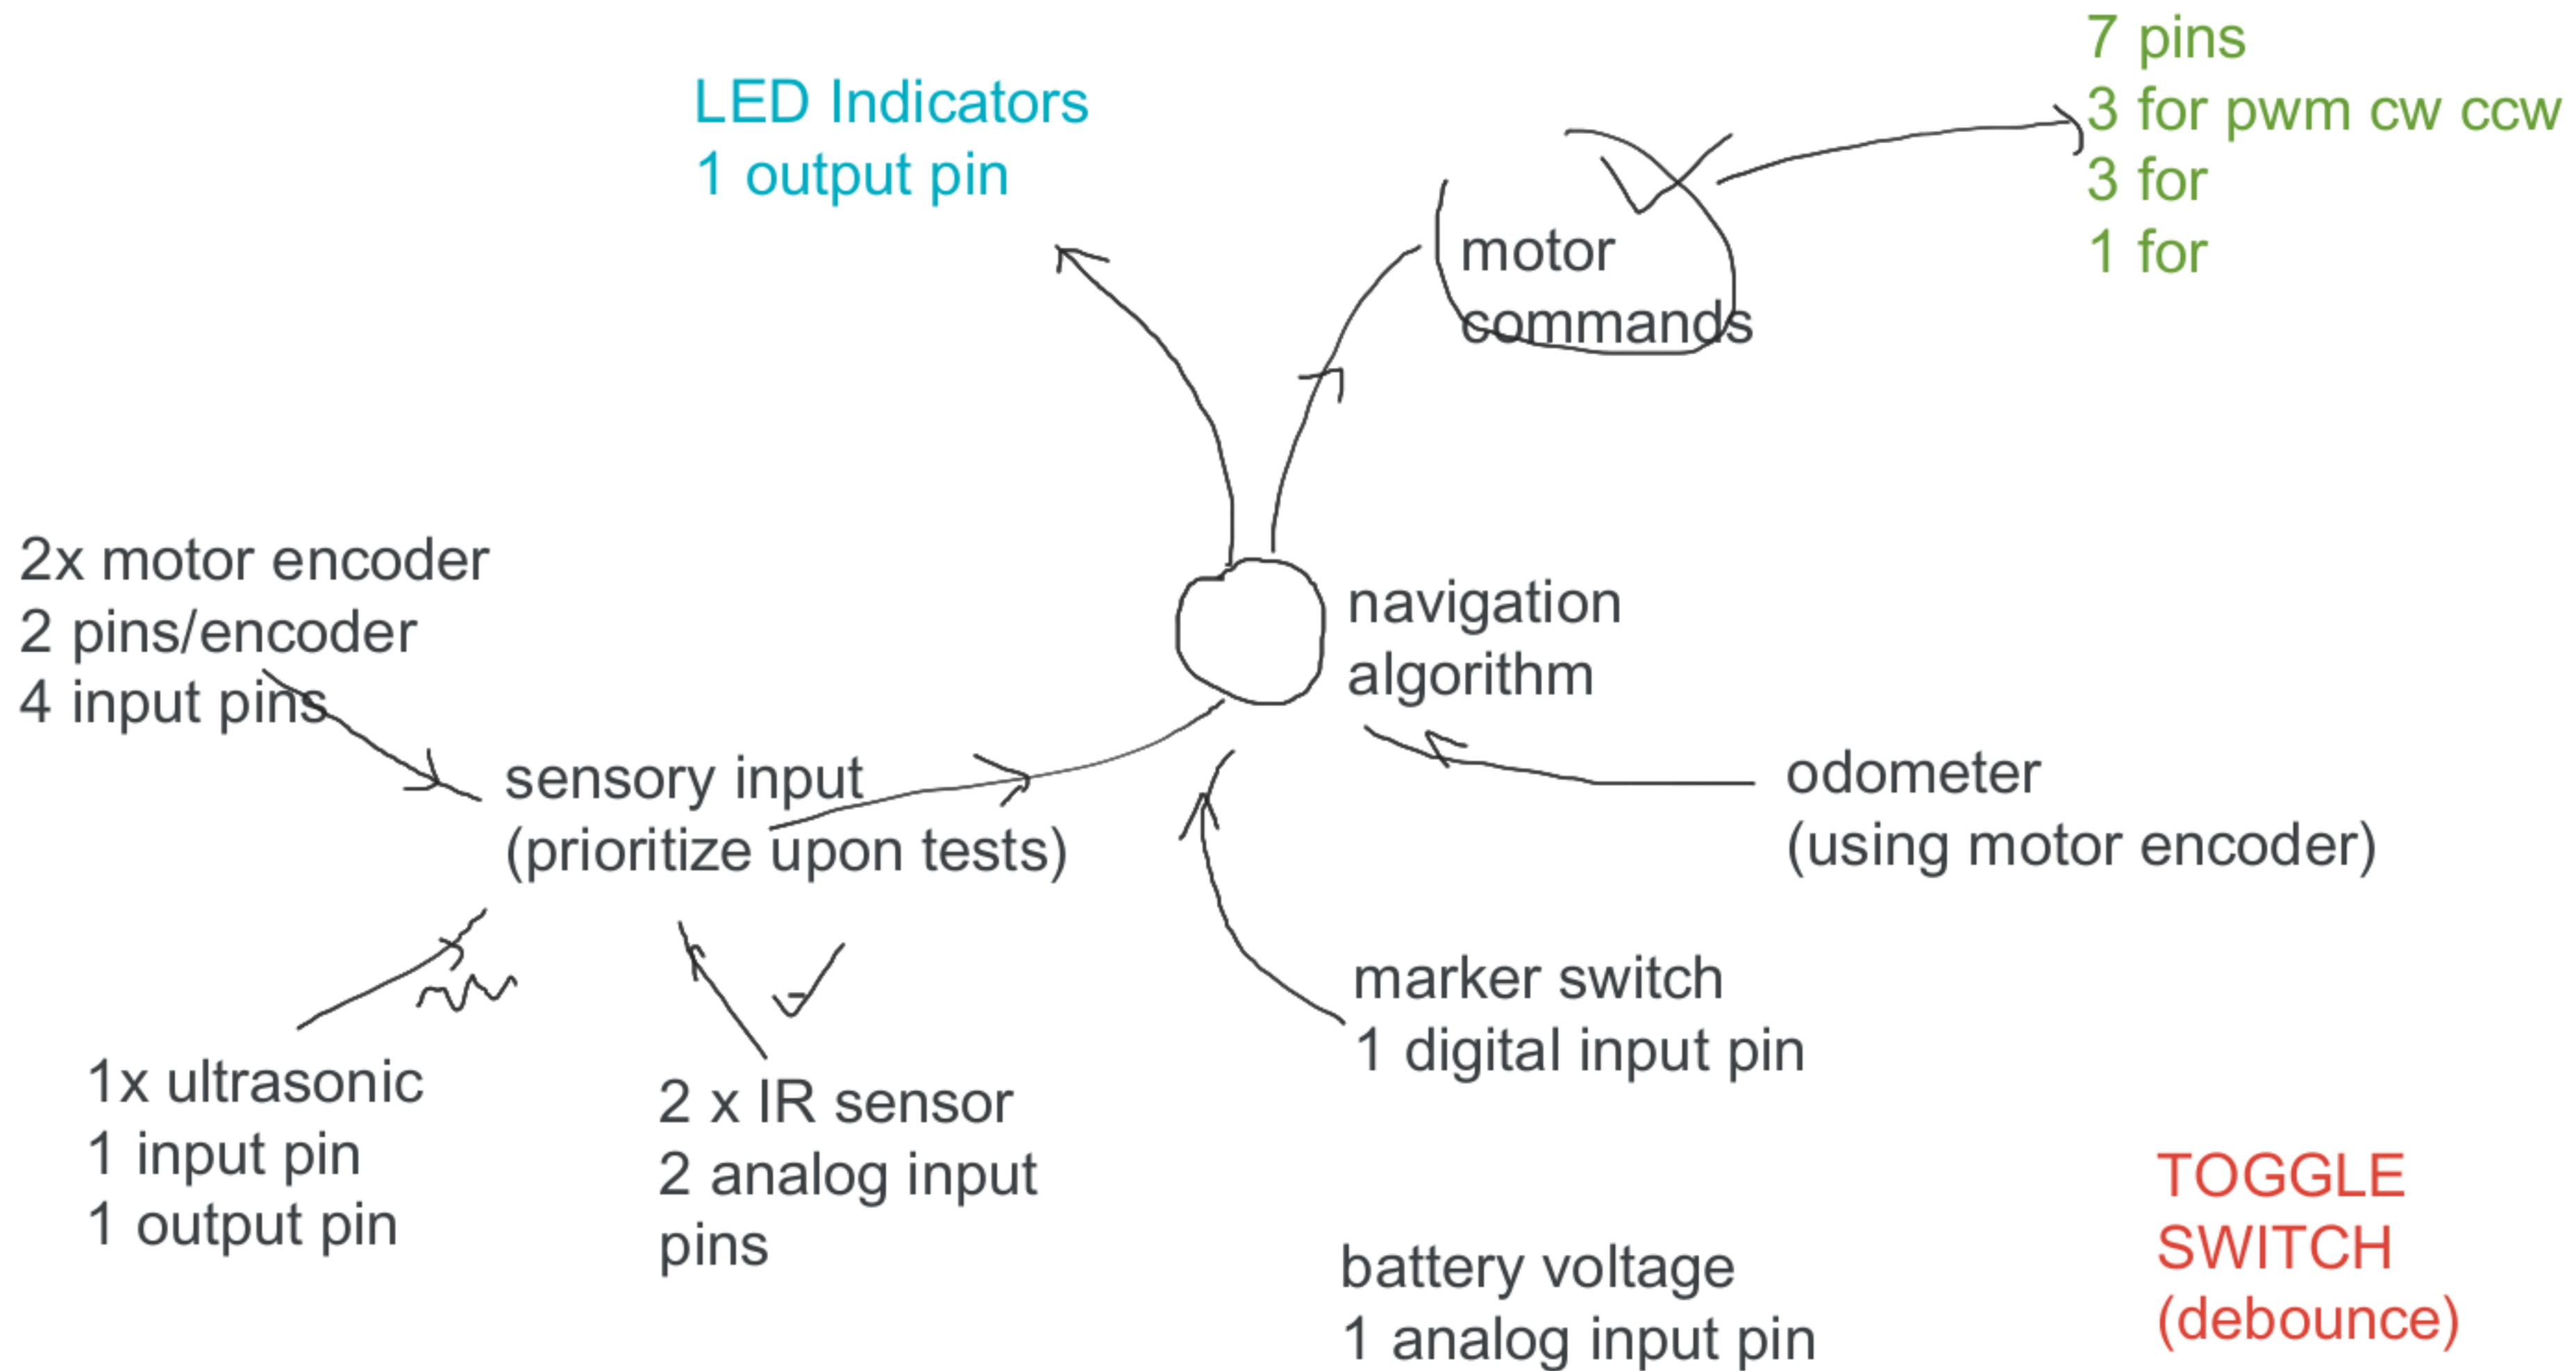 LED Indicators
1 output pin
7 pins
3 for pwm cw ccw
3 for
1 for
motor
commands
2x motor encoder
2 pins/encoder
4 input pins
navigation
algorithm
sensory input
(prioritize upon tests)
odometer
(using motor encoder)
marker switch
1 digital input pin
1x ultrasonic
1 input pin
1 output pin
2 x IR sensor
2 analog input
pins
battery voltage
1 analog input pin
TOGGLE
SWITCH
(debounce)